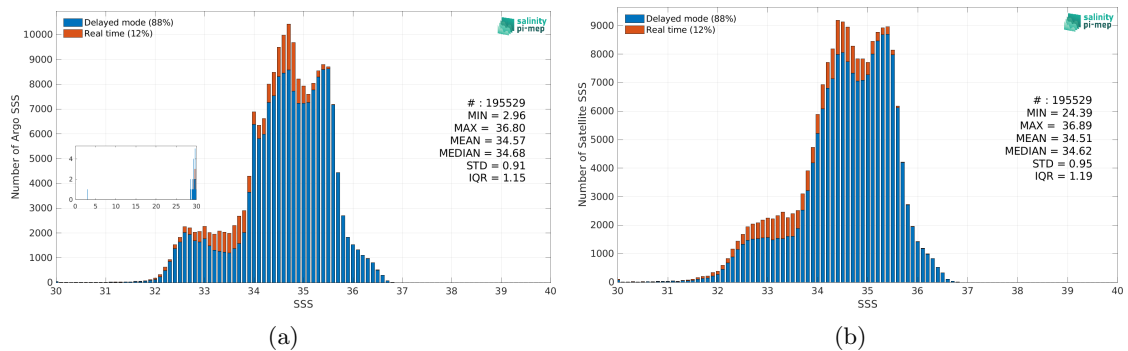 Delayed mode (88%)
Real time (12%)
salinity
pi-mep
10000
9000
8000
7000
6000
5000
4000
3000
2000
1000
0
Number of Argo SSS
# : 195529
MIN = 2.96
MAX = 36.80
MEAN = 34.57
MEDIAN = 34.68
STD = 0.91
IQR = 1.15
4
2
0
0 5 10 15 20 25 30
30 31 32 33 34 35 36 37 38 39 40
SSS
(a)
Delayed mode (88%)
Real time (12%)
salinity
pi-mep
9000
8000
7000
6000
5000
4000
3000
2000
1000
0
Number of Satellite SSS
# : 195529
MIN = 24.39
MAX = 36.89
MEAN = 34.51
MEDIAN = 34.62
STD = 0.95
IQR = 1.19
30 31 32 33 34 35 36 37 38 39 40
SSS
(b)